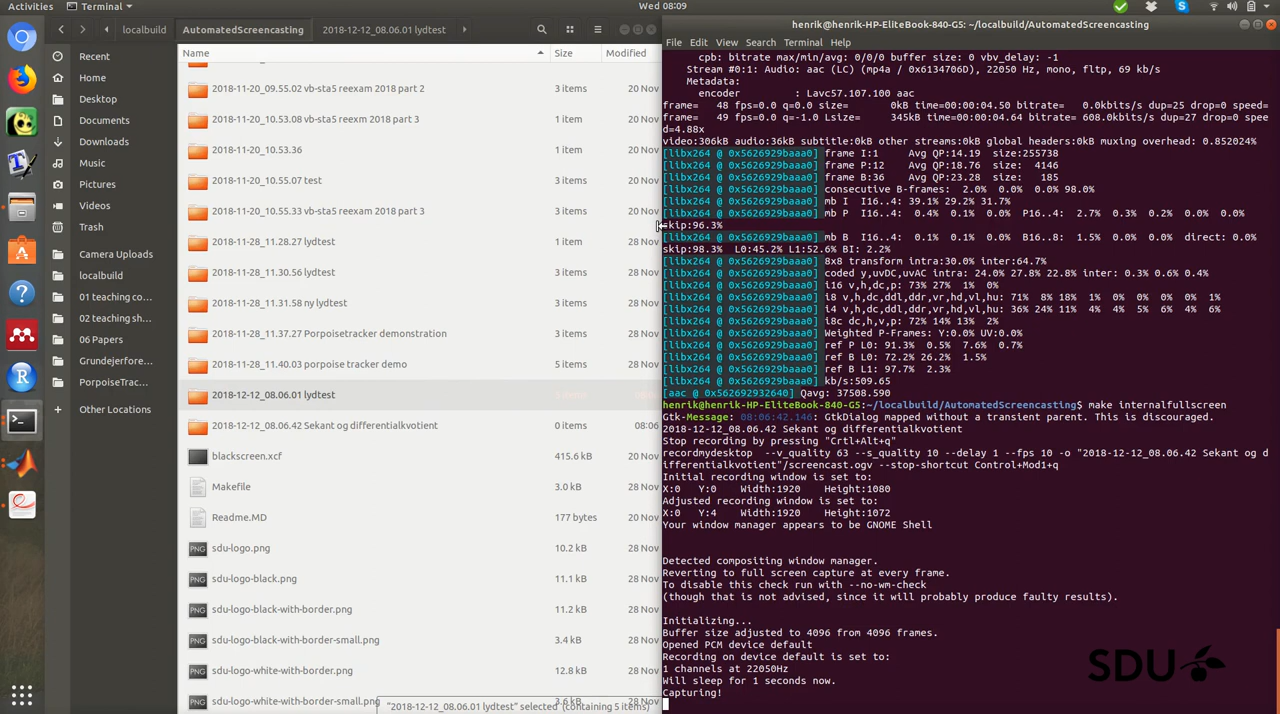 Activities
Terminal
Wed 08:09
localbuild
AutomatedScreencasting
2018-12-12_08.06.01 lydtest
henrik@henrik-HP-EliteBook-840-G5: ~/localbuild/AutomatedScreencasting
File Edit View Search Terminal Help
Name Size Modified
Recent
Home
Desktop
Documents
Downloads
Music
Pictures
Videos
Trash
Camera Uploads
localbuild
01 teaching co…
02 teaching sh…
06 Papers
Grundejerfore…
PorpoiseTrac…
Other Locations
2018-11-20_09.55.02 vb-sta5 reexam 2018 part 2 3 items 20 Nov
2018-11-20_10.53.08 vb-sta5 reexm 2018 part 3 1 item 20 Nov
2018-11-20_10.53.36 1 item 20 Nov
2018-11-20_10.55.07 test 3 items 20 Nov
2018-11-20_10.55.33 vb-sta5 reexam 2018 part 3 3 items 20 Nov
2018-11-28_11.28.27 lydtest 1 item 28 Nov
2018-11-28_11.30.56 lydtest 3 items 28 Nov
2018-11-28_11.31.58 ny lydtest 3 items 28 Nov
2018-11-28_11.37.27 Porpoisetracker demonstration 3 items 28 Nov
2018-11-28_11.40.03 porpoise tracker demo 5 items 28 Nov
2018-12-12_08.06.01 lydtest
2018-12-12_08.06.42 Sekant og differentialkvotient 0 items 08:06
blackscreen.xcf 415.6 kB 20 Nov
Makefile 3.0 kB 28 Nov
Readme.MD 177 bytes 20 Nov
sdu-logo.png 10.2 kB 28 Nov
sdu-logo-black.png 11.1 kB 28 Nov
sdu-logo-black-with-border.png 11.2 kB 28 Nov
sdu-logo-black-with-border-small.png 3.4 kB 28 Nov
sdu-logo-white-with-border.png 12.8 kB 28 Nov
sdu-logo-white-with-border-small.png 3.6 kB 28 Nov
"2018-12-12_08.06.01 lydtest" selected (containing 5 items)
cpb: bitrate max/min/avg: 0/0/0 buffer size: 0 vbv_delay: -1
Stream #0:1: Audio: aac (LC) (mp4a / 0x6134706D), 22050 Hz, mono, fltp, 69 kb/s
Metadata:
encoder : Lavc57.107.100 aac
frame= 48 fps=0.0 q=0.0 size= 0kB time=00:00:04.50 bitrate= 0.0kbits/s dup=25 drop=0 speed=
frame= 49 fps=0.0 q=-1.0 Lsize= 345kB time=00:00:04.64 bitrate= 608.0kbits/s dup=27 drop=0 spee
d=4.88x
video:306kB audio:36kB subtitle:0kB other streams:0kB global headers:0kB muxing overhead: 0.852024%
[libx264 @ 0x5626929baaa0] frame I:1 Avg QP:14.19 size:255738
[libx264 @ 0x5626929baaa0] frame P:12 Avg QP:18.76 size: 4146
[libx264 @ 0x5626929baaa0] frame B:36 Avg QP:23.28 size: 185
[libx264 @ 0x5626929baaa0] consecutive B-frames: 2.0% 0.0% 0.0% 98.0%
[libx264 @ 0x5626929baaa0] mb I I16..4: 39.1% 29.2% 31.7%
[libx264 @ 0x5626929baaa0] mb P I16..4: 0.4% 0.1% 0.0% P16..4: 2.7% 0.3% 0.2% 0.0% 0.0%
skip:96.3%
[libx264 @ 0x5626929baaa0] mb B I16..4: 0.1% 0.1% 0.0% B16..8: 1.5% 0.0% 0.0% direct: 0.0%
skip:98.3% L0:45.2% L1:52.6% BI: 2.2%
[libx264 @ 0x5626929baaa0] 8x8 transform intra:30.0% inter:64.7%
[libx264 @ 0x5626929baaa0] coded y,uvDC,uvAC intra: 24.0% 27.8% 22.8% inter: 0.3% 0.6% 0.4%
[libx264 @ 0x5626929baaa0] i16 v,h,dc,p: 73% 27% 1% 0%
[libx264 @ 0x5626929baaa0] i8 v,h,dc,ddl,ddr,vr,hd,vl,hu: 71% 8% 18% 1% 0% 0% 0% 0% 1%
[libx264 @ 0x5626929baaa0] i4 v,h,dc,ddl,ddr,vr,hd,vl,hu: 36% 24% 11% 4% 4% 5% 6% 4% 6%
[libx264 @ 0x5626929baaa0] i8c dc,h,v,p: 72% 14% 13% 2%
[libx264 @ 0x5626929baaa0] Weighted P-Frames: Y:0.0% UV:0.0%
[libx264 @ 0x5626929baaa0] ref P L0: 91.3% 0.5% 7.6% 0.7%
[libx264 @ 0x5626929baaa0] ref B L0: 72.2% 26.2% 1.5%
[libx264 @ 0x5626929baaa0] ref B L1: 97.7% 2.3%
[libx264 @ 0x5626929baaa0] kb/s:509.65
[aac @ 0x562692932640] Qavg: 37508.590
henrik@henrik-HP-EliteBook-840-G5:~/localbuild/AutomatedScreencasting$ make internalfullscreen
Gtk-Message: 08:06:42.146: GtkDialog mapped without a transient parent. This is discouraged.
2018-12-12_08.06.42 Sekant og differentialkvotient
Stop recording by pressing "Crtl+Alt+q"
recordmydesktop --v_quality 63 --s_quality 10 --delay 1 --fps 10 -o "2018-12-12_08.06.42 Sekant og d
ifferentialkvotient"/screencast.ogv --stop-shortcut Control+Mod1+q
Initial recording window is set to:
X:0 Y:0 Width:1920 Height:1080
Adjusted recording window is set to:
X:0 Y:4 Width:1920 Height:1072
Your window manager appears to be GNOME Shell
Detected compositing window manager.
Reverting to full screen capture at every frame.
To disable this check run with --no-wm-check
(though that is not advised, since it will probably produce faulty results).
Initializing...
Buffer size adjusted to 4096 from 4096 frames.
Opened PCM device default
Recording on device default is set to:
1 channels at 22050Hz
Will sleep for 1 seconds now.
Capturing!
SDU